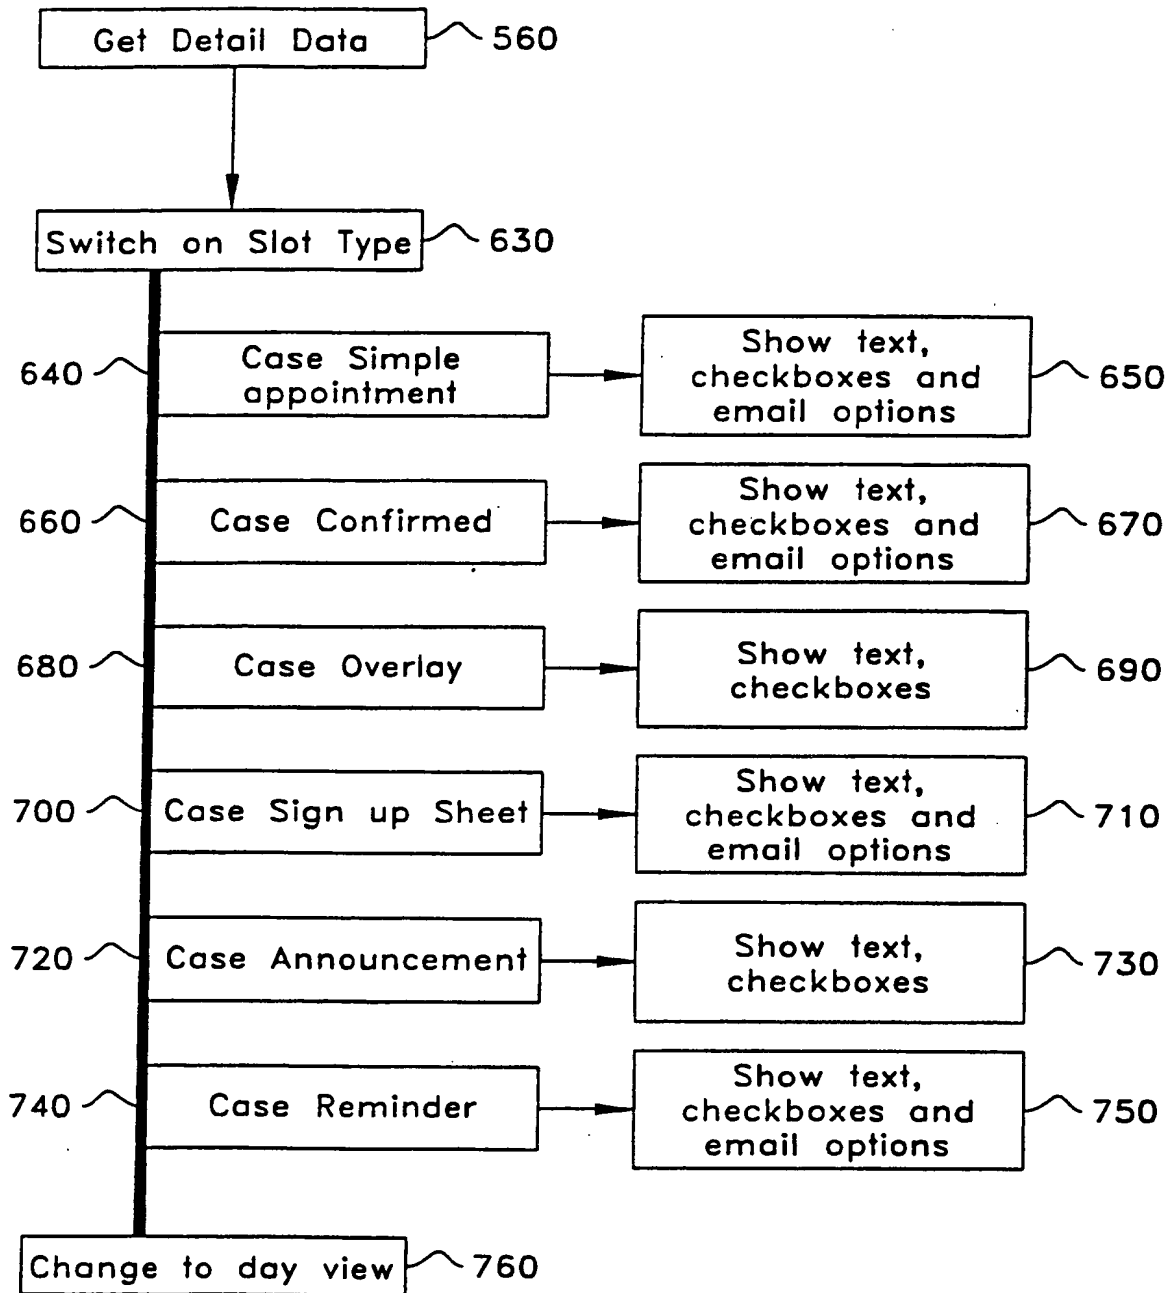 Get Detail Data
560
Switch on Slot Type
630
640
Case Simple
appointment
Show text,
checkboxes and
email options
650
660
Case Confirmed
Show text,
checkboxes and
email options
670
680
Case Overlay
Show text,
checkboxes
690
700
Case Sign up Sheet
Show text,
checkboxes and
email options
710
720
Case Announcement
Show text,
checkboxes
730
740
Case Reminder
Show text,
checkboxes and
email options
750
Change to day view
760